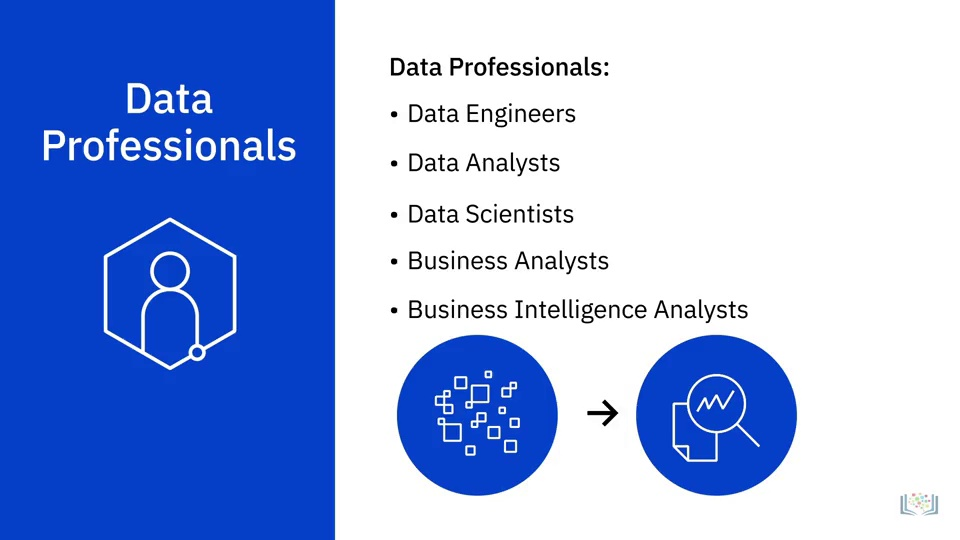 Data
Professionals
Data Professionals:
• Data Engineers
• Data Analysts
• Data Scientists
• Business Analysts
• Business Intelligence Analysts